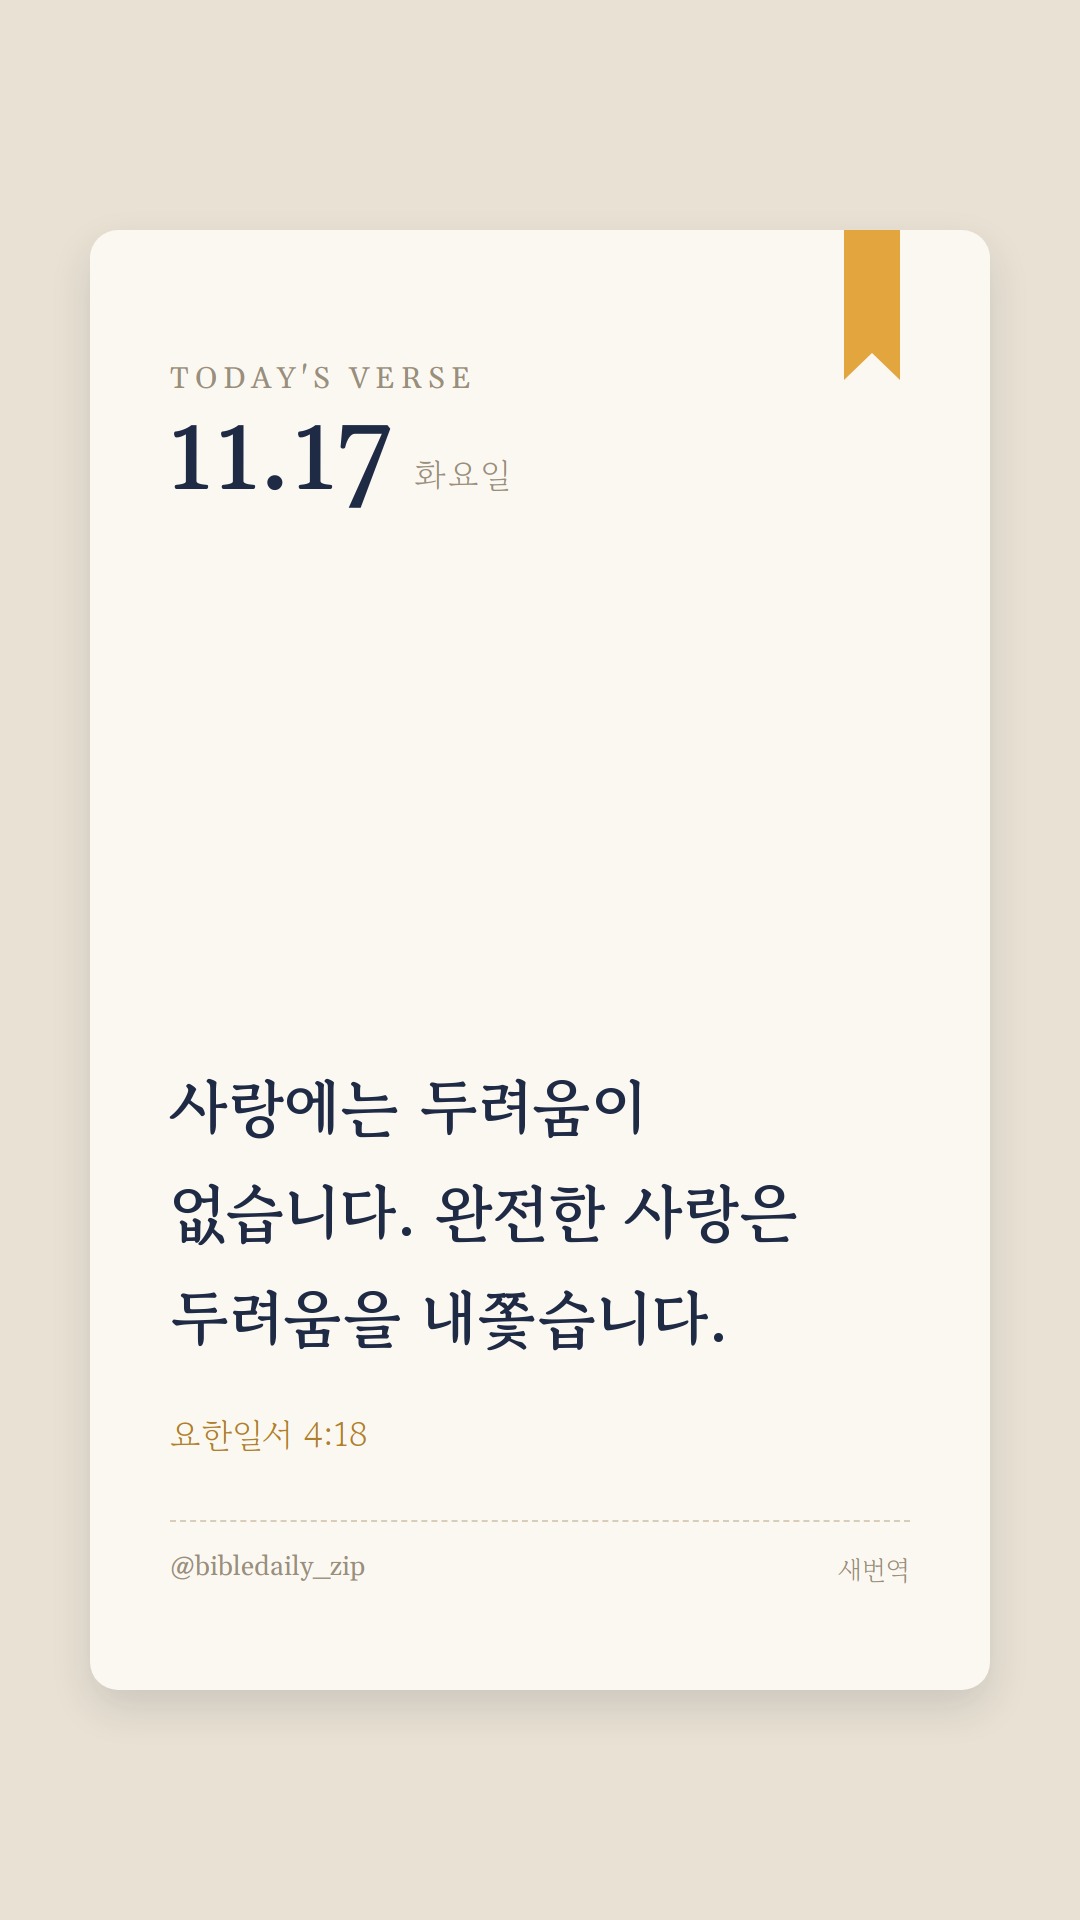 TODAY'S VERSE
11.17 화요일
사랑에는 두려움이
없습니다. 완전한 사랑은
두려움을 내쫓습니다.
요한일서 4:18
@bibledaily_zip 새번역